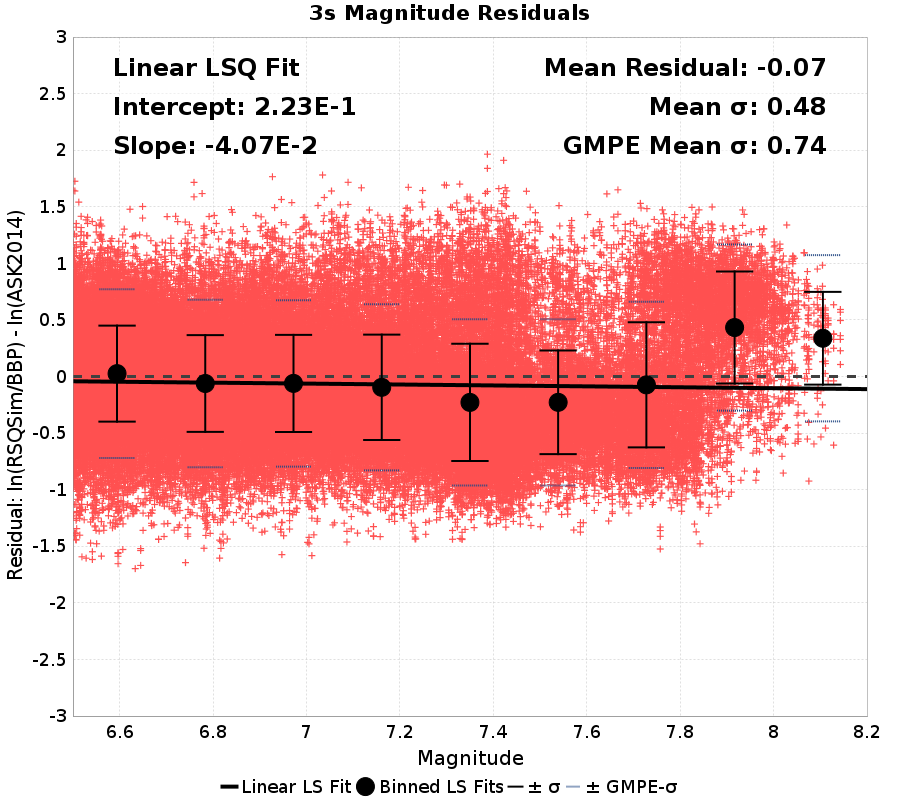 3s Magnitude Residuals
Linear LSQ Fit
Intercept: 2.23E-1
Slope: -4.07E-2
Mean Residual: -0.07
Mean σ: 0.48
GMPE Mean σ: 0.74
Residual: ln(RSQSim/BBP) - ln(ASK2014)
3
2.5
2
1.5
1
0.5
0
-0.5
-1
-1.5
-2
-2.5
-3
6.6 6.8 7 7.2 7.4 7.6 7.8 8 8.2
Magnitude
Linear LS Fit Binned LS Fits ± σ ± GMPE-σ